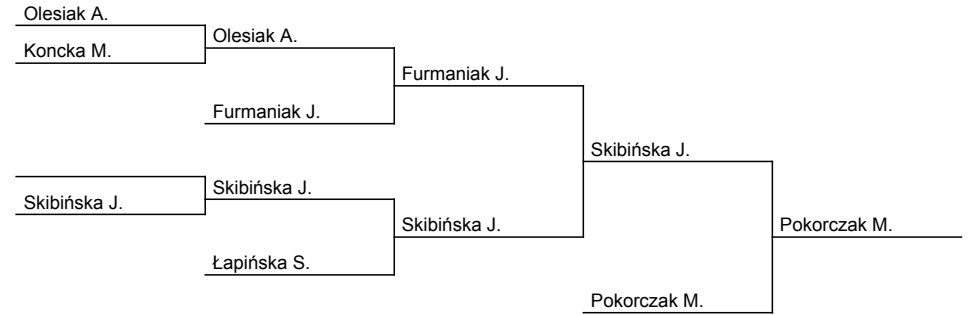 Olesiak A.
Koncka M.
Olesiak A.
Furmaniak J.
Furmaniak J.
Skibińska J.
Skibińska J.
Skibińska J.
Skibińska J.
Pokorczak M.
Łapińska S.
Pokorczak M.